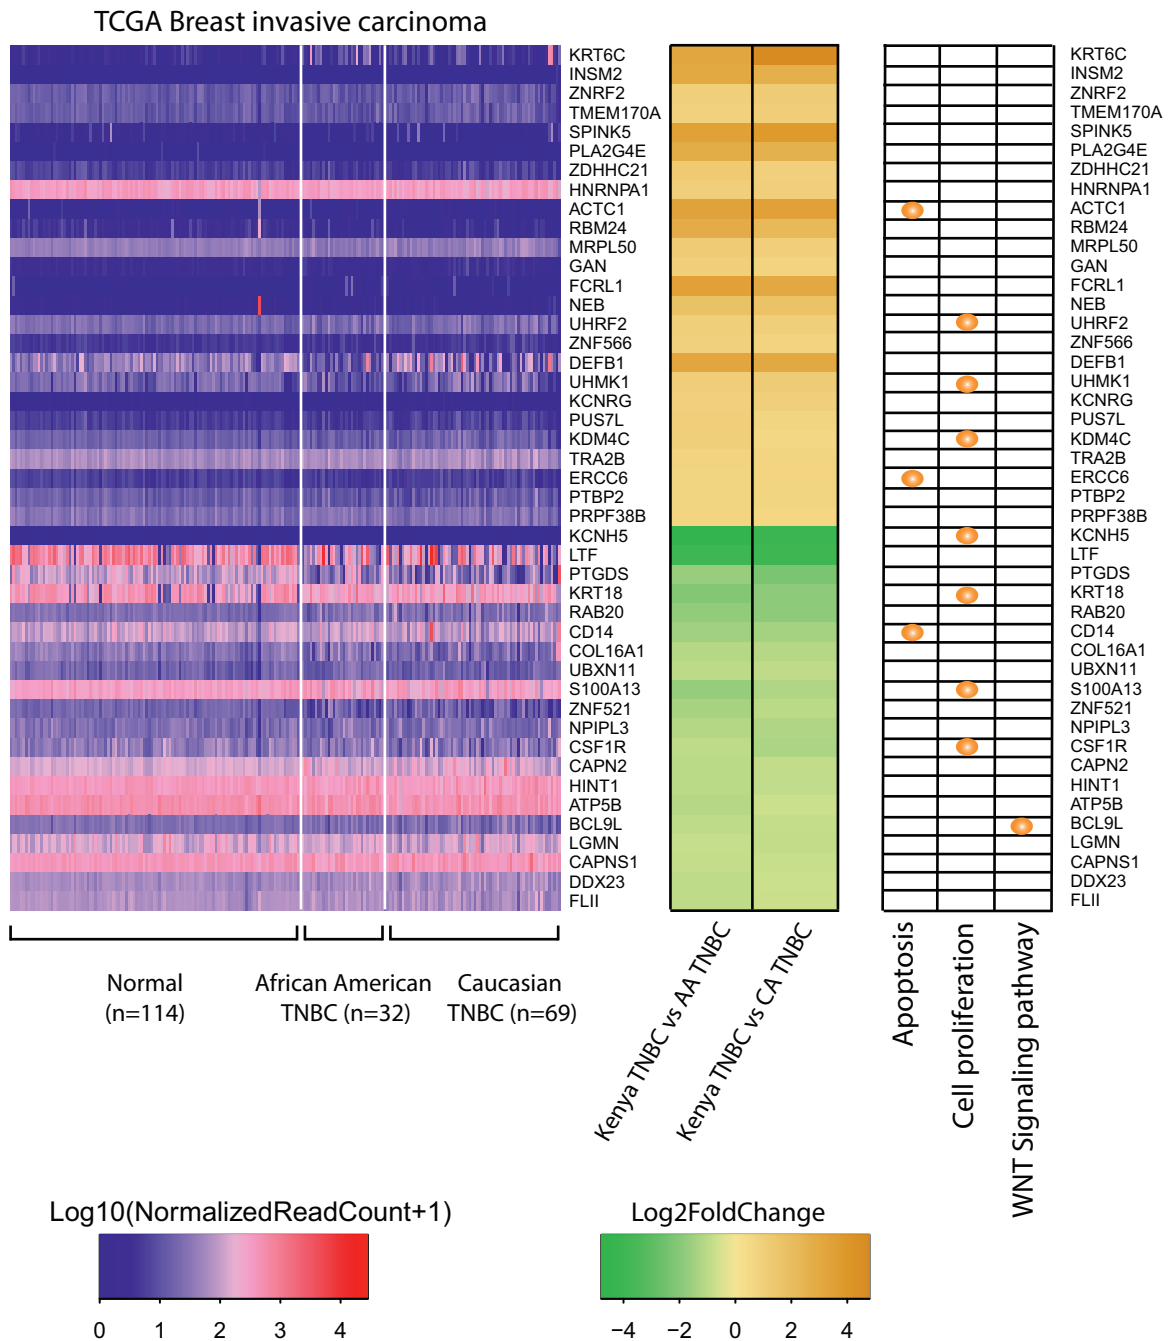 TCGA Breast invasive carcinoma
KRT6C
INSM2
ZNRF2
TMEM170A
SPINK5
PLA2G4E
ZDHHC21
HNRNPA1
ACTC1
RBM24
MRPL50
GAN
FCRL1
NEB
UHRF2
ZNF566
DEFB1
UHMK1
KCNRG
PUS7L
KDM4C
TRA2B
ERCC6
PTBP2
PRPF38B
KCNH5
LTF
PTGDS
KRT18
RAB20
CD14
COL16A1
UBXN11
S100A13
ZNF521
NPIPL3
CSF1R
CAPN2
HINT1
ATP5B
BCL9L
LGMN
CAPNS1
DDX23
FLII
KRT6C
INSM2
ZNRF2
TMEM170A
SPINK5
PLA2G4E
ZDHHC21
HNRNPA1
ACTC1
RBM24
MRPL50
GAN
FCRL1
NEB
UHRF2
ZNF566
DEFB1
UHMK1
KCNRG
PUS7L
KDM4C
TRA2B
ERCC6
PTBP2
PRPF38B
KCNH5
LTF
PTGDS
KRT18
RAB20
CD14
COL16A1
UBXN11
S100A13
ZNF521
NPIPL3
CSF1R
CAPN2
HINT1
ATP5B
BCL9L
LGMN
CAPNS1
DDX23
FLII
Normal
(n=114)
African American
TNBC (n=32)
Caucasian
TNBC (n=69)
Kenya TNBC vs AA TNBC
Kenya TNBC vs CA TNBC
Apoptosis
Cell proliferation
WNT Signaling pathway
Log10(NormalizedReadCount+1)
0 1 2 3 4
Log2FoldChange
−4 −2 0 2 4